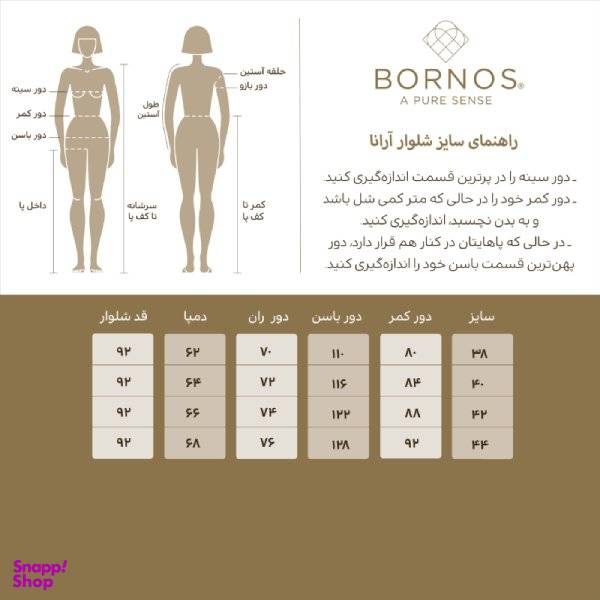 BORNOS®
A PURE SENSE
راهنمای سایز شلوار آرانا
ـ دور سینه را در پرترین قسمت اندازه‌گیری کنید.
ـ دور کمر خود را در حالی که متر کمی شل باشد
و به بدن نچسبد، اندازه‌گیری کنید.
ـ در حالی که پاهایتان در کنار هم قرار دارد، دور
پهن‌ترین قسمت باسن خود را اندازه‌گیری کنید.
حلقه آستین
دور بازو
طول
آستین
دور سینه
دور کمر
دور باسن
کمر تا
کف پا
سرشانه
تا کف پا
داخل پا
سایز دور کمر دور باسن دور ران دمپا قد شلوار
۳۸ ۸۰ ۱۱۰ ۷۰ ۶۲ ۹۲
۴۰ ۸۴ ۱۱۶ ۷۲ ۶۴ ۹۲
۴۲ ۸۸ ۱۲۲ ۷۴ ۶۶ ۹۲
۴۴ ۹۲ ۱۲۸ ۷۶ ۶۸ ۹۲
Snapp!
Shop